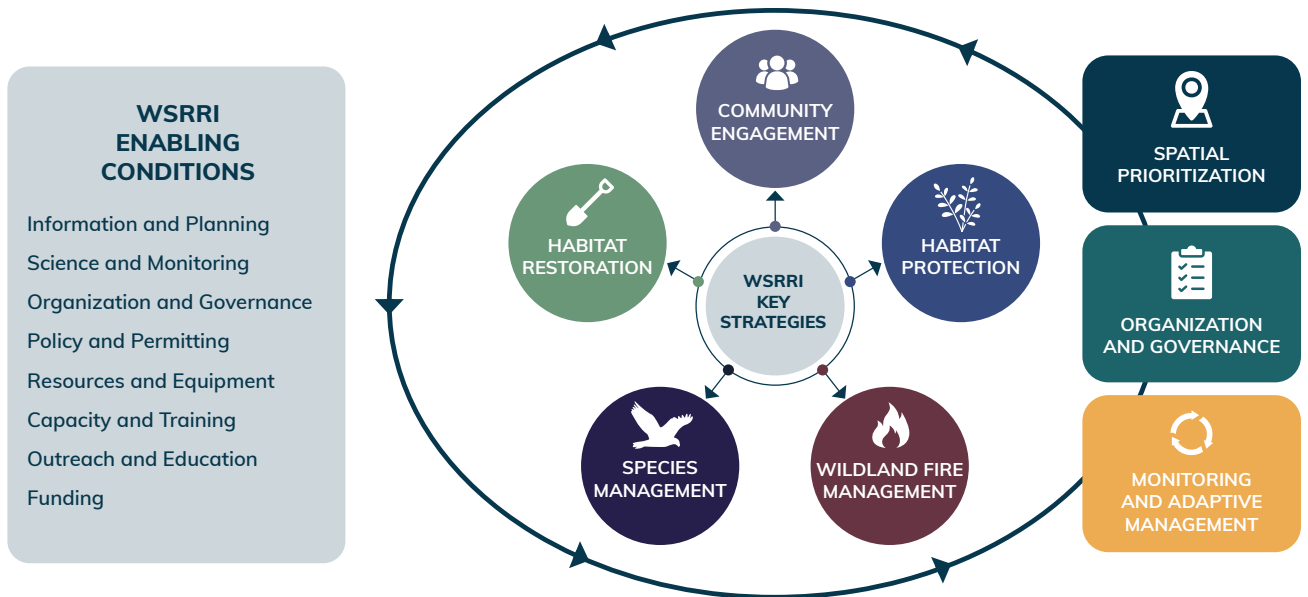 WSRRI
ENABLING
CONDITIONS
Information and Planning
Science and Monitoring
Organization and Governance
Policy and Permitting
Resources and Equipment
Capacity and Training
Outreach and Education
Funding
COMMUNITY
ENGAGEMENT
HABITAT
RESTORATION
HABITAT
PROTECTION
WSRRI
KEY
STRATEGIES
SPECIES
MANAGEMENT
WILDLAND FIRE
MANAGEMENT
SPATIAL
PRIORITIZATION
ORGANIZATION
AND GOVERNANCE
MONITORING
AND ADAPTIVE
MANAGEMENT